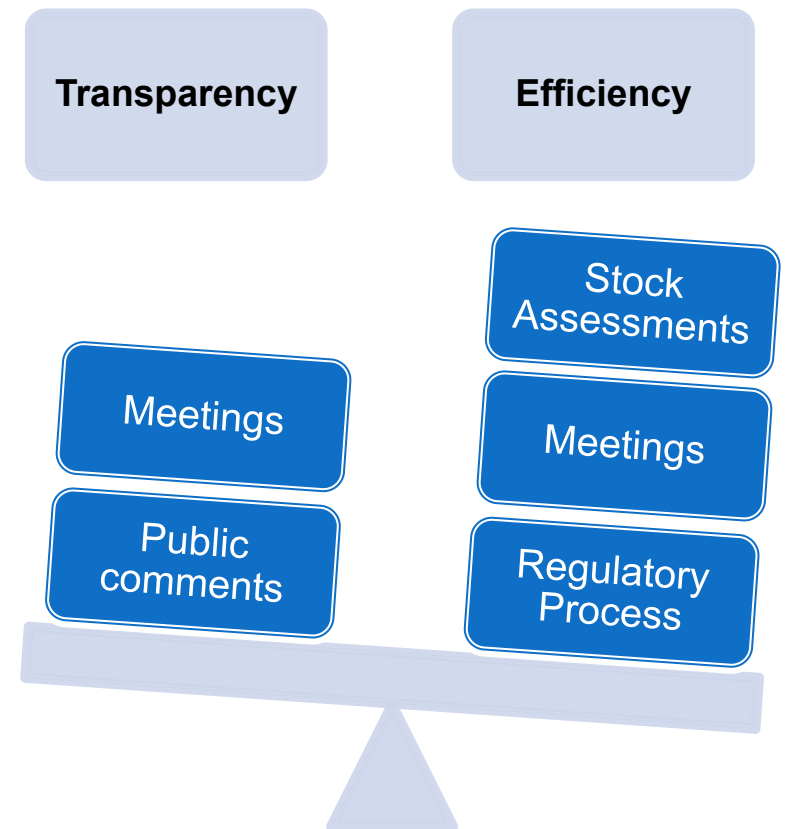 Transparency
Efficiency
Stock
Assessments
Meetings
Meetings
Public
comments
Regulatory
Process